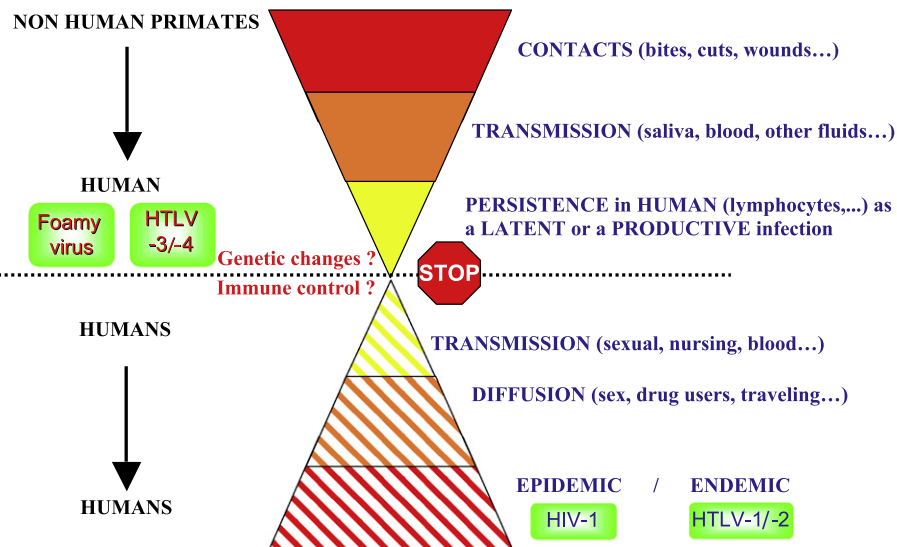 NON HUMAN PRIMATES
CONTACTS (bites, cuts, wounds...)
TRANSMISSION (saliva, blood, other fluids...)
HUMAN
Foamy
virus
HTLV
-3/-4
PERSISTENCE in HUMAN (lymphocytes,...) as
a LATENT or a PRODUCTIVE infection
Genetic changes ?
STOP
Immune control ?
HUMANS
TRANSMISSION (sexual, nursing, blood...)
DIFFUSION (sex, drug users, traveling...)
HUMANS
EPIDEMIC / ENDEMIC
HIV-1
HTLV-1/-2